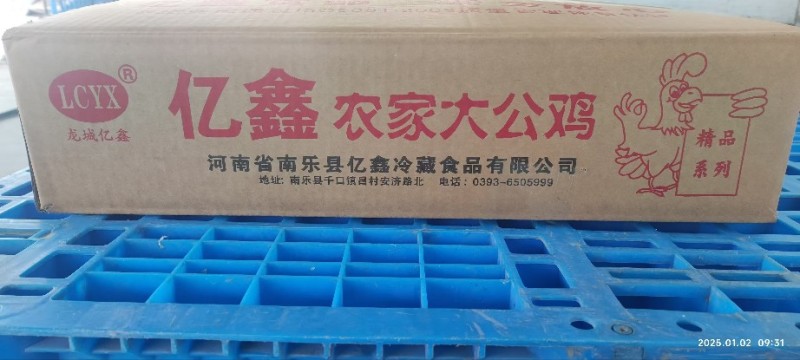 LCYX®
龙城亿鑫
亿鑫 农家大公鸡
河南省南乐县亿鑫冷藏食品有限公司
地址: 南乐县千口镇吕村安济路北 电话: 0393-6505999
精品
系列
2025.01.02 09:31